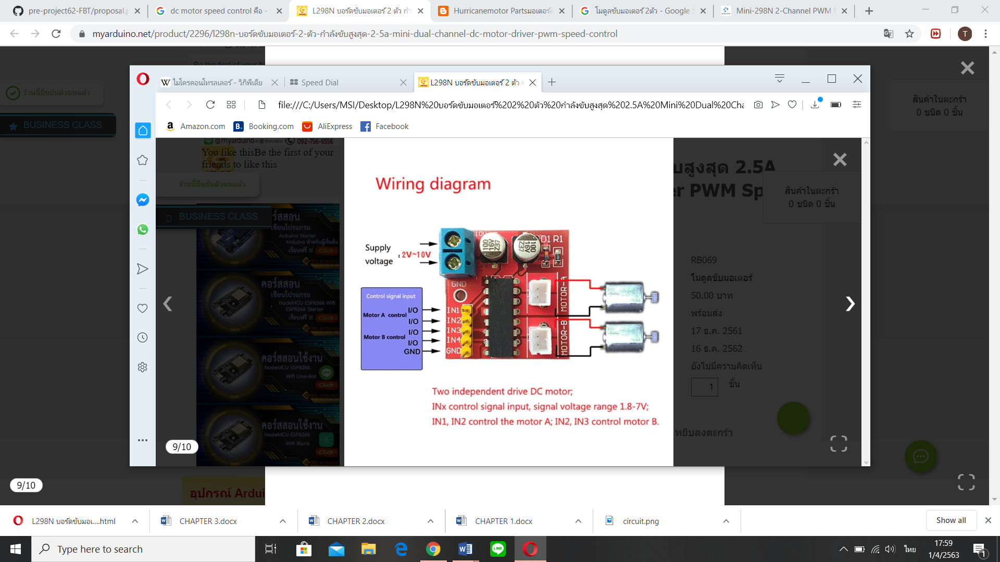 pre-project62-FBT/proposal.p
dc motor speed control คือ -
L298N บอร์ดขับมอเตอร์ 2 ตัว กำ
Hurricanemotor Partsมอเตอร์
โมดูลขับมอเตอร์ 2ตัว - Google S
Mini-298N 2-Channel PWM
myarduino.net/product/2296/l298n-บอร์ดขับมอเตอร์-2-ตัว-กำลังขับสูงสุด-2-5a-mini-dual-channel-dc-motor-driver-pwm-speed-control
T
ร้านนี้ยืนยันตัวตนแล้ว
BUSINESS CLASS
สินค้าในตะกร้า
0 ชนิด 0 ชิ้น
W ไมโครคอนโทรลเลอร์ - วิกิพีเดีย
Speed Dial
L298N บอร์ดขับมอเตอร์ 2 ตัว
file:///C:/Users/MSI/Desktop/L298N%20บอร์ดขับมอเตอร์%202%20ตัว%20กำลังขับสูงสุด%202.5A%20Mini%20Dual%20Cha
Amazon.com
Booking.com
AliExpress
Facebook
@myarduino
092-756-6556
You like thisBe the first of your
friends to like this
ร้านนี้ยืนยันตัวตนแล้ว
BUSINESS CLASS
คอร์สสอน
เขียนโปรแกรม
Arduino Starter
Arduino สำหรับผู้เริ่มต้น
เรียนฟรี !!! Click
คอร์สสอน
เขียนโปรแกรม
NodeMCU ESP8266 Wifi
ESP8266 Starter
เรียนฟรี !!! Click
คอร์สสอนใช้งาน
NodeMCU ESP8266
Wifi Line-Bot
Click
คอร์สสอนใช้งาน
NodeMCU ESP8266
Wifi Blynk
Click
9/10
Wiring diagram
Supply
voltage
: 2V~10V
Control signal input
Motor A control
Motor B control
I/O
I/O
I/O
I/O
GND
GND
IN1
IN2
IN3
IN4
GND
100
16V
Z37
100
16V
Z37
D1 R1
MOTOR-A
MOTOR-B
Two independent drive DC motor;
INx control signal input, signal voltage range 1.8-7V;
IN1, IN2 control the motor A; IN2, IN3 control motor B.
บสูงสุด 2.5A
er PWM Sp
สินค้าในตะกร้า
0 ชนิด 0 ชิ้น
RB069
โมดูลขับมอเตอร์
50.00 บาท
พร้อมส่ง
17 ธ.ค. 2561
16 ธ.ค. 2562
ยังไม่มีความคิดเห็น
1 ชิ้น
หยิบลงตะกร้า
9/10
อุปกรณ์ Ardui
L298N บอร์ดขับมอเ....html
CHAPTER 3.docx
CHAPTER 2.docx
CHAPTER 1.docx
circuit.png
Show all
Type here to search
ไทย
17:59
1/4/2563
1